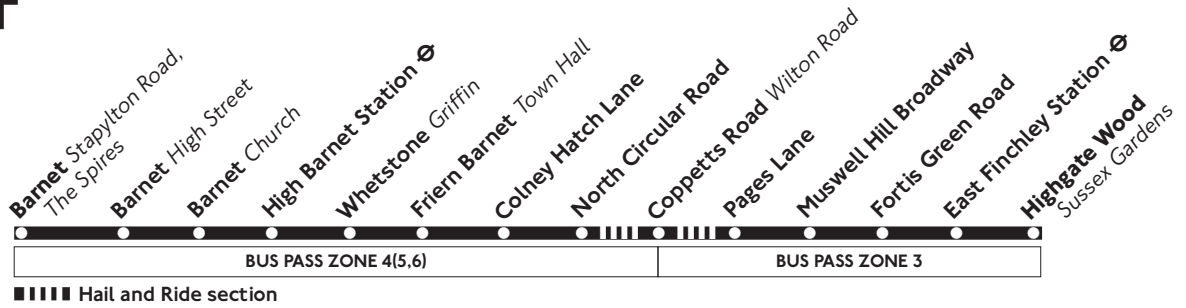 Barnet Stapylton Road,
The Spires
Barnet High Street
Barnet Church
High Barnet Station
Whetstone Griffin
Friern Barnet Town Hall
Colney Hatch Lane
North Circular Road
Coppetts Road Wilton Road
Pages Lane
Muswell Hill Broadway
Fortis Green Road
East Finchley Station
Highgate Wood
Sussex Gardens
BUS PASS ZONE 4(5,6)
BUS PASS ZONE 3
Hail and Ride section